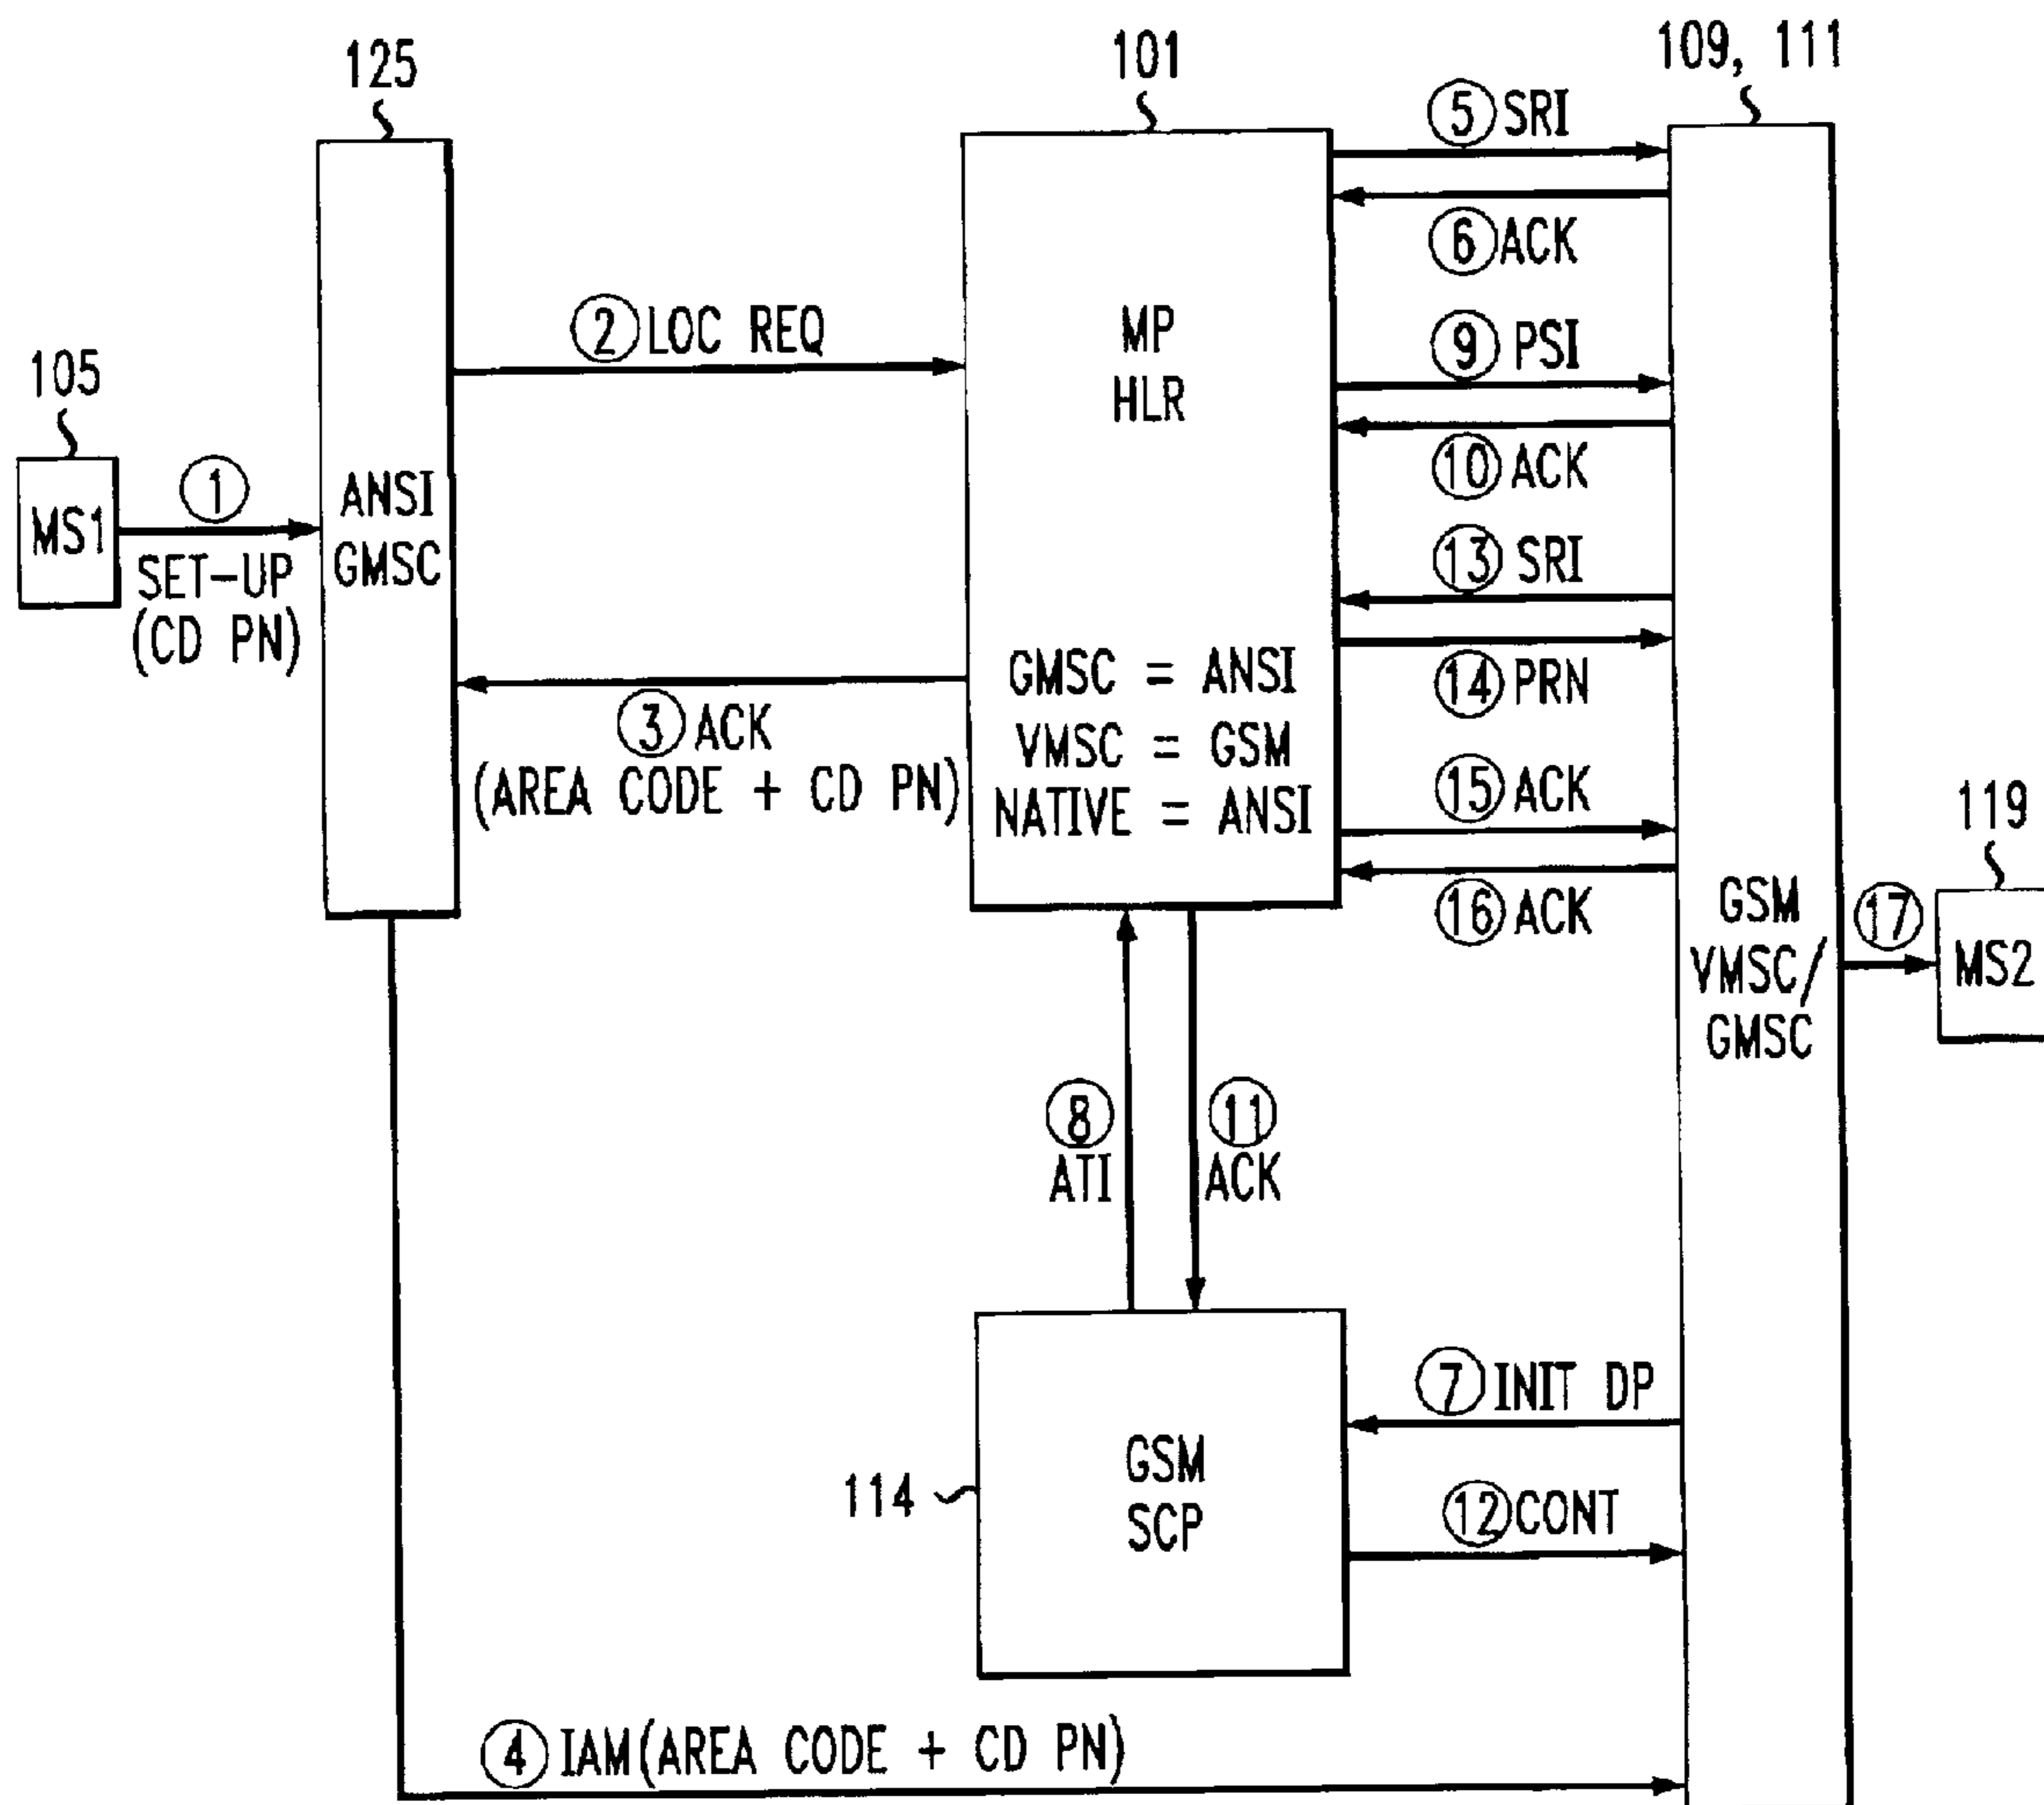 125
101
109, 111
105
MS1
① 
SET-UP
(CD PN)
ANSI
GMSC
② LOC REQ
③ ACK
(AREA CODE + CD PN)
MP
HLR
GMSC = ANSI
VMSC = GSM
NATIVE = ANSI
⑤ SRI
⑥ ACK
⑨ PSI
⑩ ACK
⑬ SRI
⑭ PRN
⑮ ACK
⑯ ACK
GSM
VMSC/
GMSC
⑰
119
MS2
⑧
ATI
⑪
ACK
114
GSM
SCP
⑦ INIT DP
⑫ CONT
④ IAM (AREA CODE + CD PN)